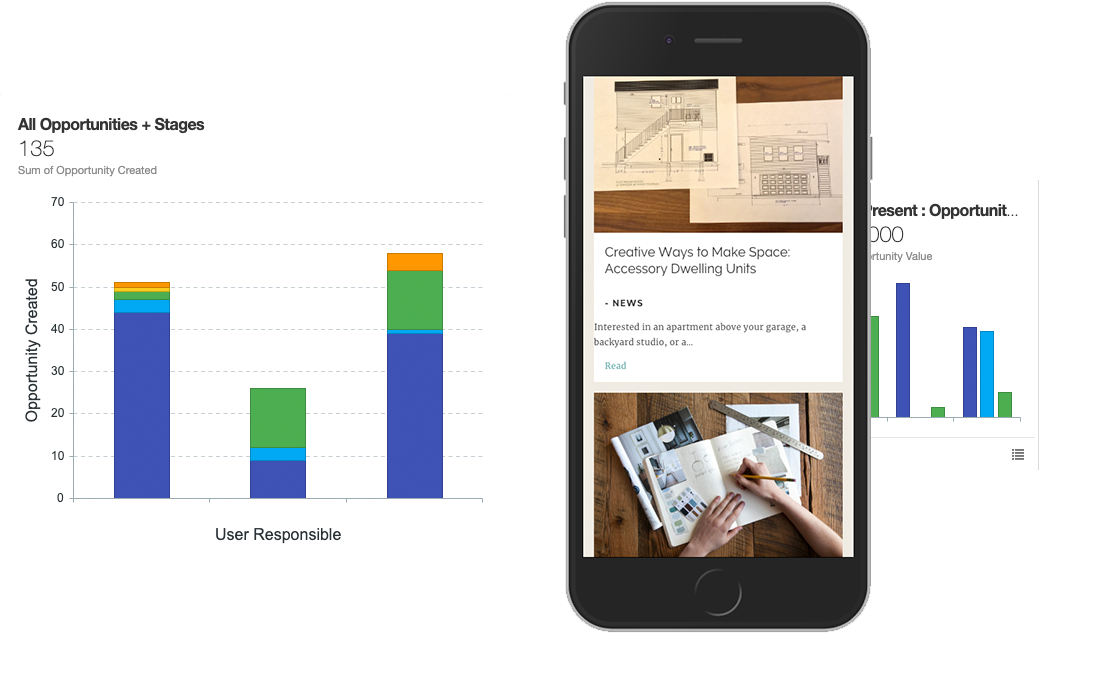 All Opportunities + Stages
135
Sum of Opportunity Created
70
60
50
40
30
20
10
0
Opportunity Created
User Responsible
Creative Ways to Make Space:
Accessory Dwelling Units
- NEWS
Interested in an apartment above your garage, a
backyard studio, or a...
Read
Present : Opportunit...
000
ortunity Value